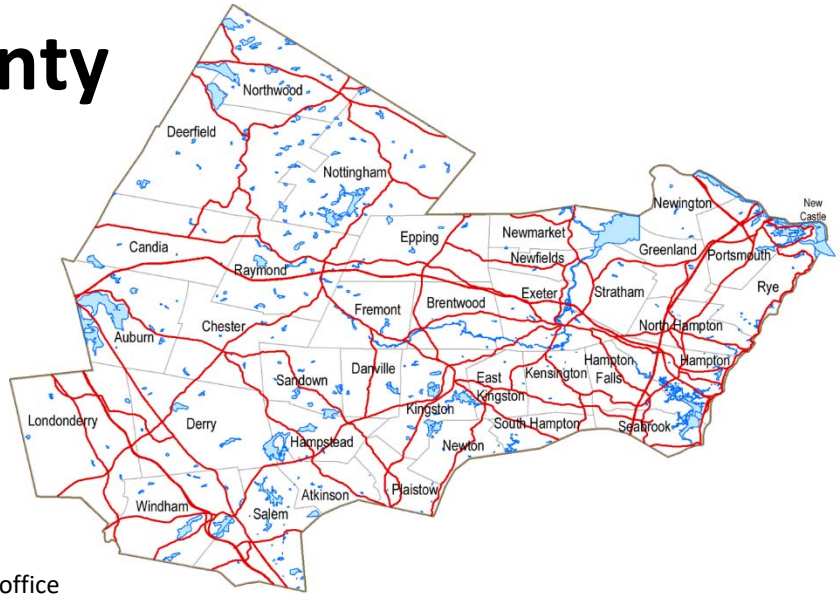 nty
Northwood
Deerfield
Nottingham
Newington
New
Castle
Epping
Newmarket
Candia
Newfields
Greenland
Portsmouth
Raymond
Rye
Exeter
Stratham
Fremont
Brentwood
Chester
North Hampton
Auburn
Hampton
Hampton
Falls
Danville
Kensington
Sandown
East
Kingston
Kingston
Londonderry
Derry
South Hampton
Seabrook
Hampstead
Newton
Plaistow
Atkinson
Windham
Salem
office